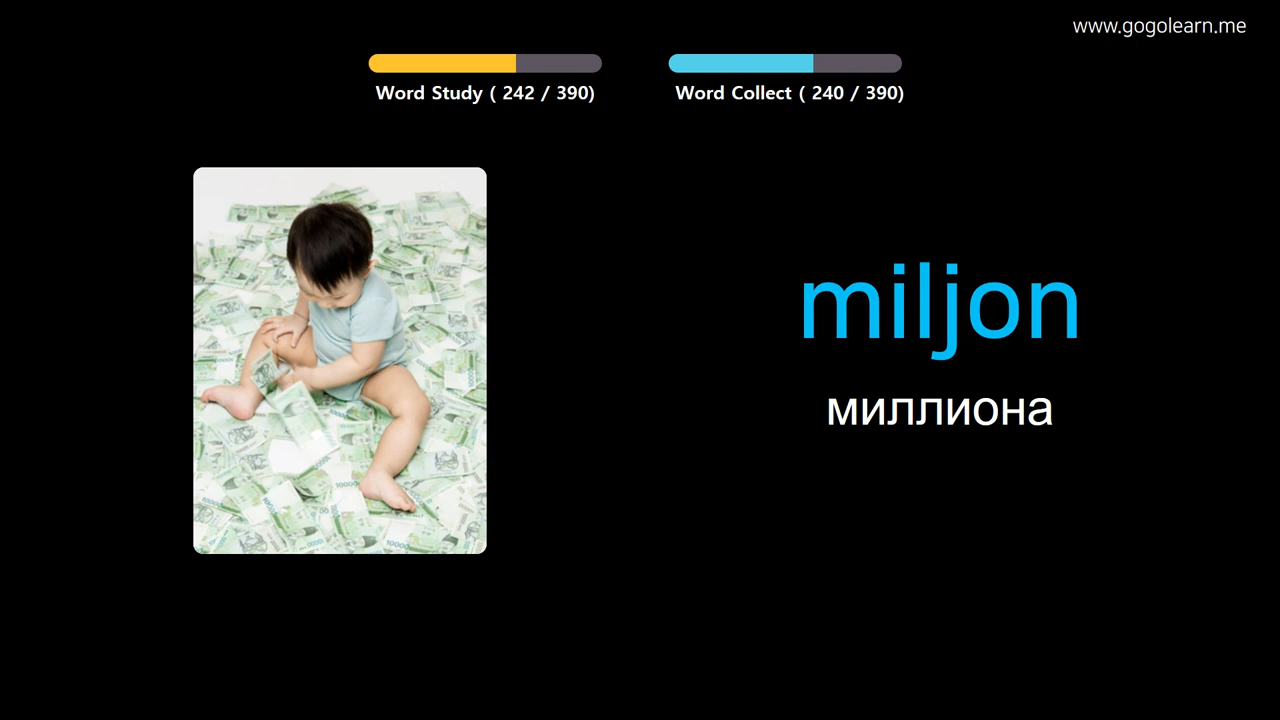 www.gogolearn.me
Word Study ( 242 / 390)
Word Collect ( 240 / 390)
miljon
миллиона